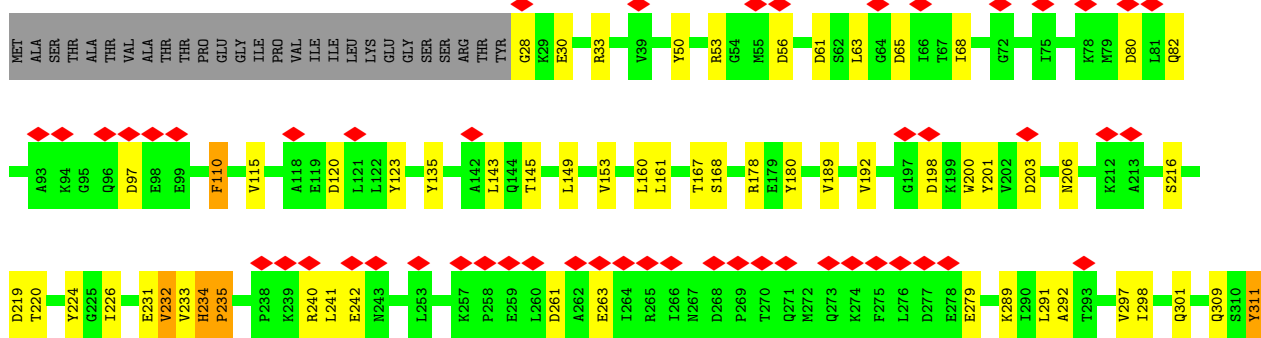 MET ALA SER THR ALA THR VAL ALA THR THR PRO GLU GLY ILE PRO VAL ILE ILE LEU LYS GLU GLY SER SER ARG THR TYR G28 K29 E30 R33 V39 Y50 R53 G54 M55 D56 D61 S62 L63 G64 D65 I66 T67 I68 G72 I75 K78 M79 D80 L81 Q82
A93 K94 G95 Q96 D97 E98 E99 F110 V115 A118 E119 D120 L121 L122 Y123 Y135 A142 L143 Q144 T145 L149 V153 L160 L161 T167 S168 R178 E179 Y180 V189 V192 G197 D198 K199 W200 Y201 V202 D203 N206 K212 A213 S216
D219 T220 Y224 G225 I226 E231 V232 V233 H234 P235 P238 K239 R240 L241 E242 N243 L253 K257 P258 E259 L260 D261 A262 E263 I264 R265 I266 N267 D268 P269 T270 Q271 M272 Q273 K274 F275 L276 D277 E278 E279 K289 I290 L291 A292 T293 V297 I298 Q301 Q309 S310 Y311